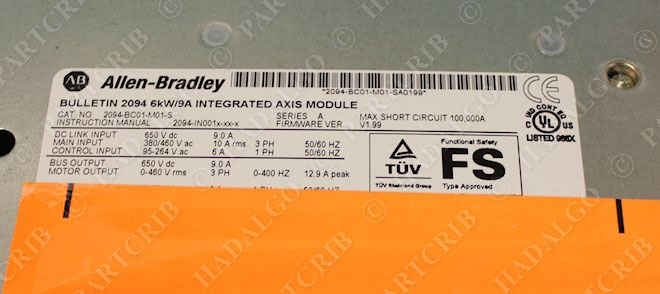 AB Allen-Bradley
*2094-BC01-M01-SA0199*
BULLETIN 2094 6kW/9A INTEGRATED AXIS MODULE
CAT. NO. 2094-BC01-M01-S SERIES A MAX SHORT CIRCUIT 100,000A
INSTRUCTION MANUAL 2094-IN001x-xx-x FIRMWARE VER V1.99
DC LINK INPUT 650 V dc 9.0 A
MAIN INPUT 380/460 V ac 10 A rms 3 PH 50/60 HZ
CONTROL INPUT 95-264 V ac 6 A 1 PH 50/60 HZ
BUS OUTPUT 650 V dc 9.0 A
MOTOR OUTPUT 0-460 V rms 3 PH 0-400 HZ 12.9 A peak
TÜV
TÜV Rheinland Group
Functional Safety
FS
Type Approved
CE
IND CONT EQ
c UL US
LISTED 966X
PARTCRIB
HADALGO
©